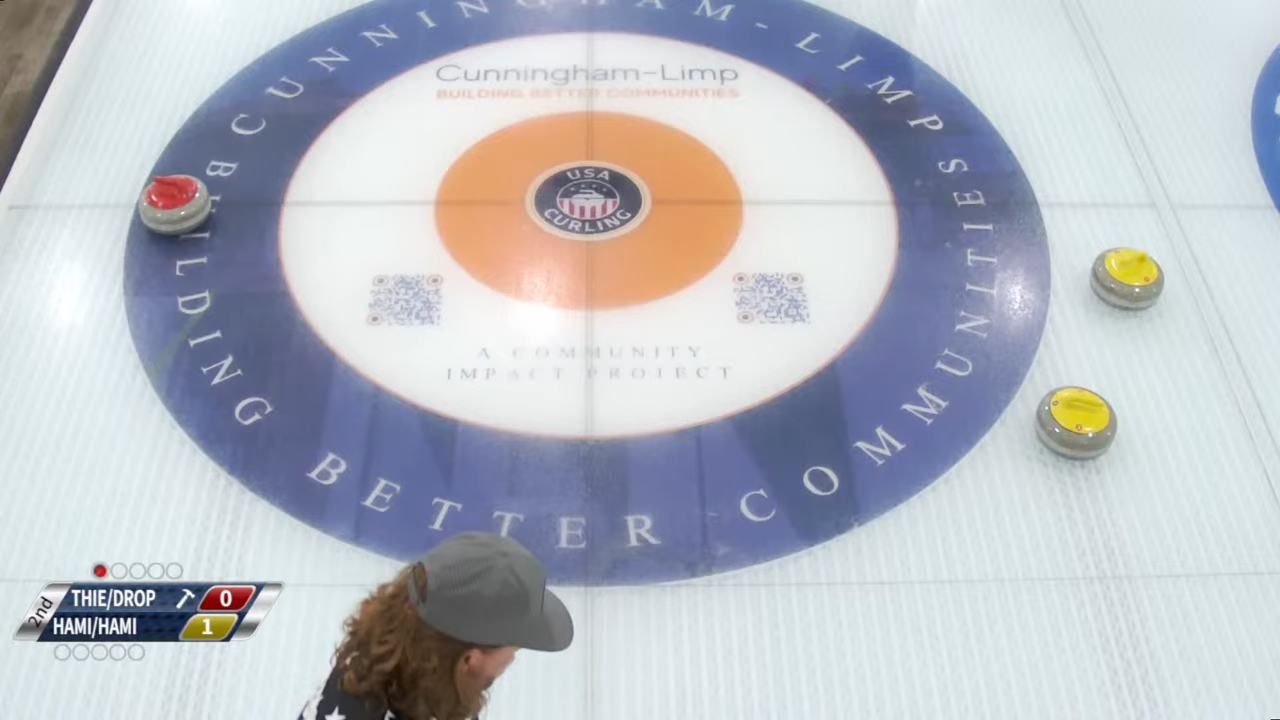 CUNNINGHAM-LIMP
Cunningham-Limp
BUILDING BETTER COMMUNITIES
USA
CURLING
A COMMUNITY
IMPACT PROJECT
BUILDING BETTER COMMUNITIES
2nd
THIE/DROP 0
HAMI/HAMI 1